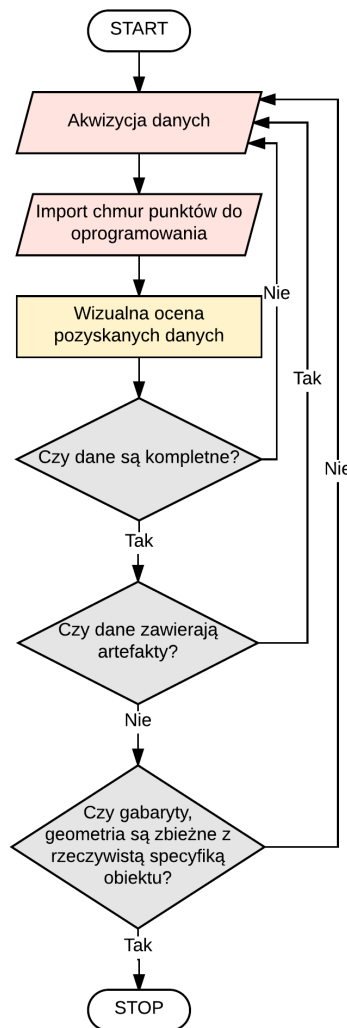 START
Akwizycja danych
Import chmur punktów do
oprogramowania
Wizualna ocena
pozyskanych danych
Nie
Tak
Czy dane są kompletne?
Nie
Tak
Czy dane zawierają
artefakty?
Nie
Czy gabaryty,
geometria są zbieżne z
rzeczywistą specyfiką
obiektu?
Tak
STOP